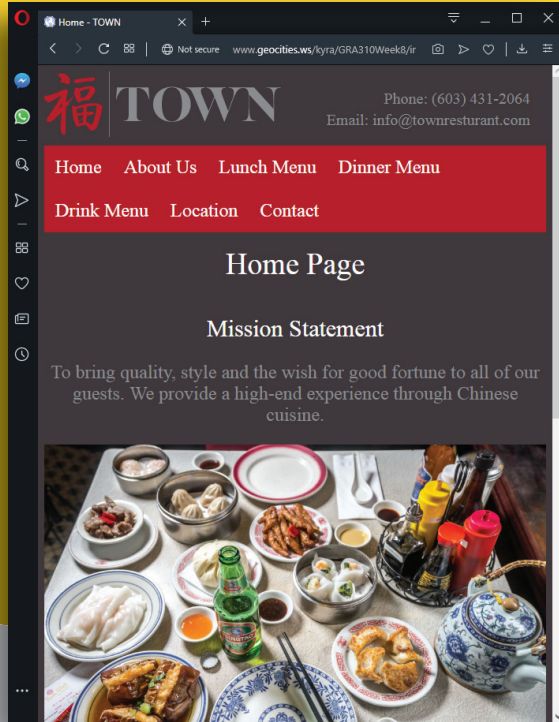 Home - TOWN
Not secure www.geocities.ws/kyra/GRA310Week8/ir
福 TOWN
Phone: (603) 431-2064
Email: info@townresturant.com
Home About Us Lunch Menu Dinner Menu
Drink Menu Location Contact
Home Page
Mission Statement
To bring quality, style and the wish for good fortune to all of our
guests. We provide a high-end experience through Chinese
cuisine.
TSINGTAO